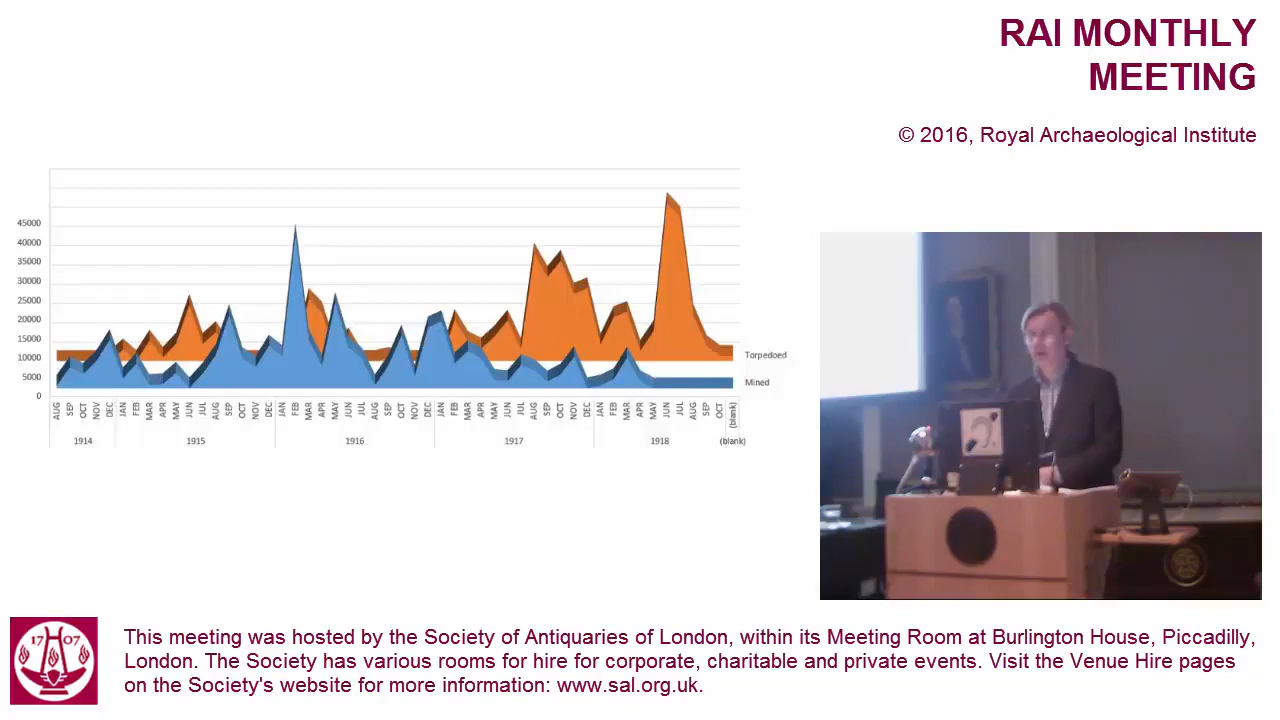 RAI MONTHLY
MEETING
© 2016, Royal Archaeological Institute
45000
40000
35000
30000
25000
20000
15000
10000
5000
0
Torpedoed
Mined
AUG SEP OCT NOV DEC JAN FEB MAR APR MAY JUN JUL AUG SEP OCT NOV DEC JAN FEB MAR APR MAY JUN JUL AUG SEP OCT NOV DEC JAN FEB MAR APR MAY JUN JUL AUG SEP OCT NOV DEC JAN FEB MAR APR MAY JUN JUL AUG SEP OCT (blank)
1914 1915 1916 1917 1918 (blank)
17 07
This meeting was hosted by the Society of Antiquaries of London, within its Meeting Room at Burlington House, Piccadilly,
London. The Society has various rooms for hire for corporate, charitable and private events. Visit the Venue Hire pages
on the Society's website for more information: www.sal.org.uk.